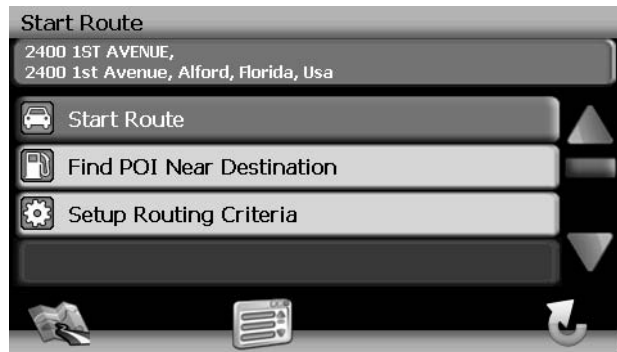 Start Route
2400 1ST AVENUE,
2400 1st Avenue, Alford, Florida, Usa
Start Route
Find POI Near Destination
Setup Routing Criteria